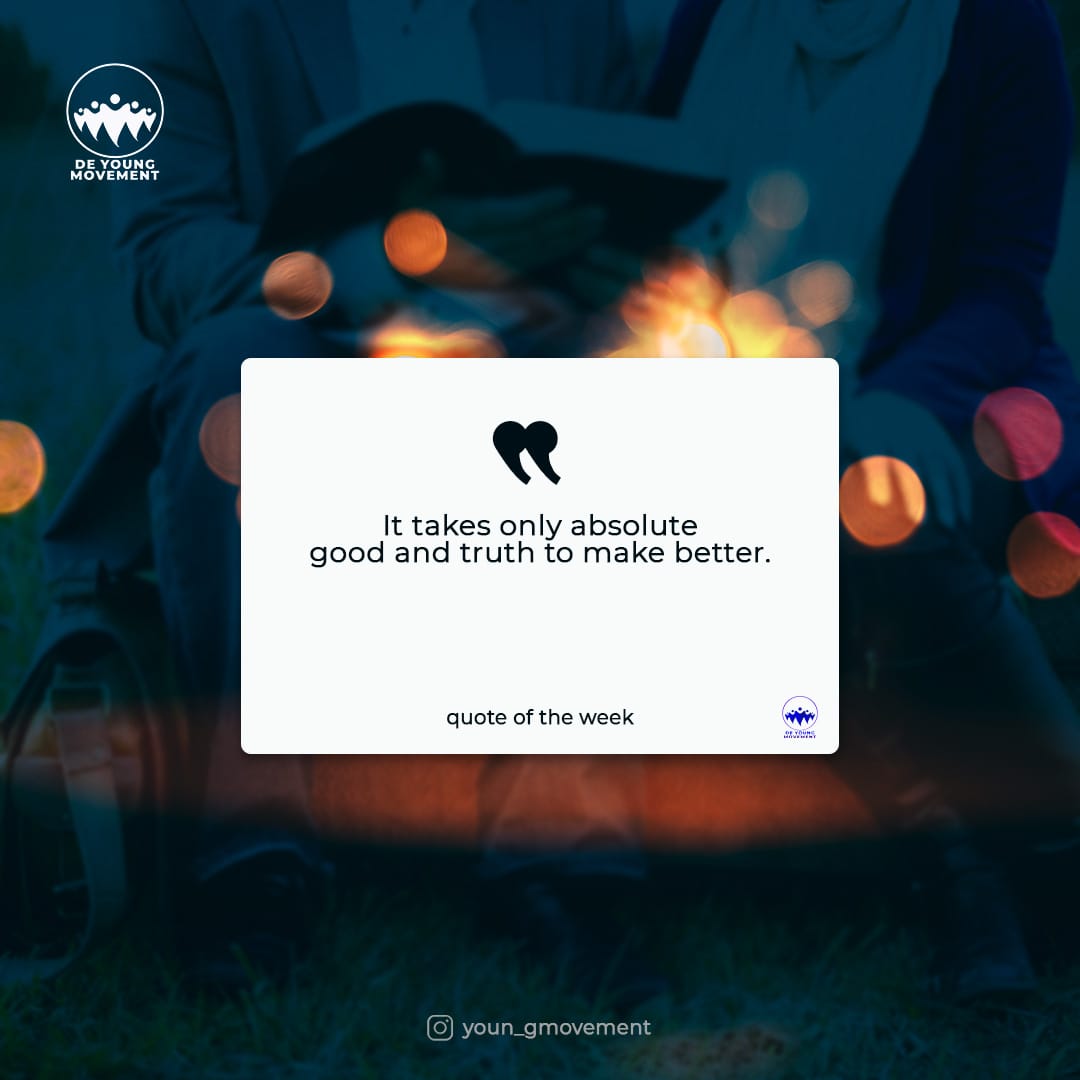 DE YOUNG
MOVEMENT
It takes only absolute
good and truth to make better.
quote of the week
DE YOUNG
MOVEMENT
youn_gmovement